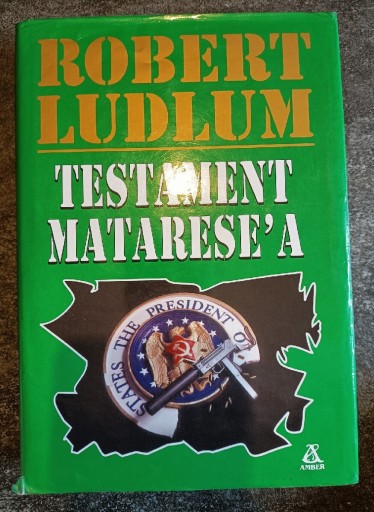 ROBERT
LUDLUM
TESTAMENT
MATARESE'A
STATES THE PRESIDENT OF
AMBER